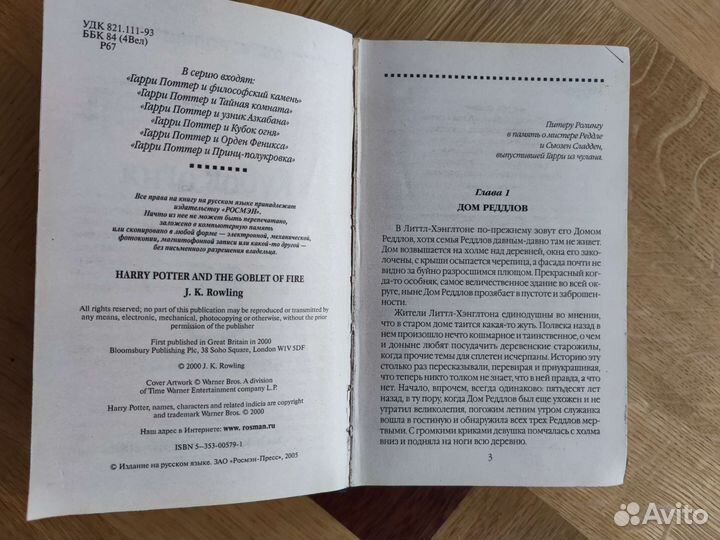 УДК 821.111-93
ББК 84 (4Вел)
Р67
В серию входят:
«Гарри Поттер и философский камень»
«Гарри Поттер и Тайная комната»
«Гарри Поттер и узник Азкабана»
«Гарри Поттер и Кубок огня»
«Гарри Поттер и Орден Феникса»
«Гарри Поттер и Принц-полукровка»
Все права на книгу на русском языке принадлежат
издательству «РОСМЭН».
Ничто из нее не может быть перепечатано,
заложено в компьютерную память
или скопировано в любой форме — электронной, механической,
фотокопии, магнитофонной записи или какой-то другой —
без письменного разрешения владельца.
HARRY POTTER AND THE GOBLET OF FIRE
J. K. Rowling
All rights reserved; no part of this publication may be reproduced or transmitted by
any means, electronic, mechanical, photocopying or otherwise, without the prior
permission of the publisher
First published in Great Britain in 2000
Bloomsbury Publishing Plc, 38 Soho Square, London W1V 5DF
© 2000 J. K. Rowling
Cover Artwork © Warner Bros. A division
of Time Warner Entertainment company L.P.
Harry Potter, names, characters and related indicia are copyright
and trademark Warner Bros. © 2000
Наш адрес в Интернете: www.rosman.ru
ISBN 5–353-00579-1
© Издание на русском языке. ЗАО «Росмэн-Пресс», 2005
Питеру Ролингу
в память о мистере Реддле
и Сьюзен Сладден,
выпустившей Гарри из чулана.
Глава 1
ДОМ РЕДДЛОВ
В Литтл-Хэнглтоне по-прежнему зовут его Домом
Реддлов, хотя семья Реддлов давным-давно там не живет.
Дом возвышается на холме над деревней, окна его зако-
лочены, с крыши осыпается черепица, а фасада почти не
видно за буйно разросшимся плющом. Прекрасный ког-
да-то особняк, самое величественное здание во всей ок-
руге, ныне Дом Реддлов прозябает в пустоте и заброшен-
ности.
Жители Литтл-Хэнглтона единодушны во мнении,
что в старом доме таится какая-то жуть. Полвека назад в
нем произошло нечто кошмарное и таинственное, о чем
и доныне любят посудачить деревенские старожилы,
когда прочие темы для сплетен исчерпаны. Историю эту
столько раз пересказывали, перевирая и приукрашивая,
что теперь никто толком не знает, что в ней правда, а что
нет. Начало, впрочем, всегда одинаково: пятьдесят лет
назад, в ту пору, когда Дом Реддлов был еще ухожен и не
утратил великолепия, погожим летним утром служанка
вошла в гостиную и обнаружила всех трех Реддлов мер-
твыми. С громкими криками девушка помчалась с холма
вниз и подняла на ноги всю деревню.
3
Avito